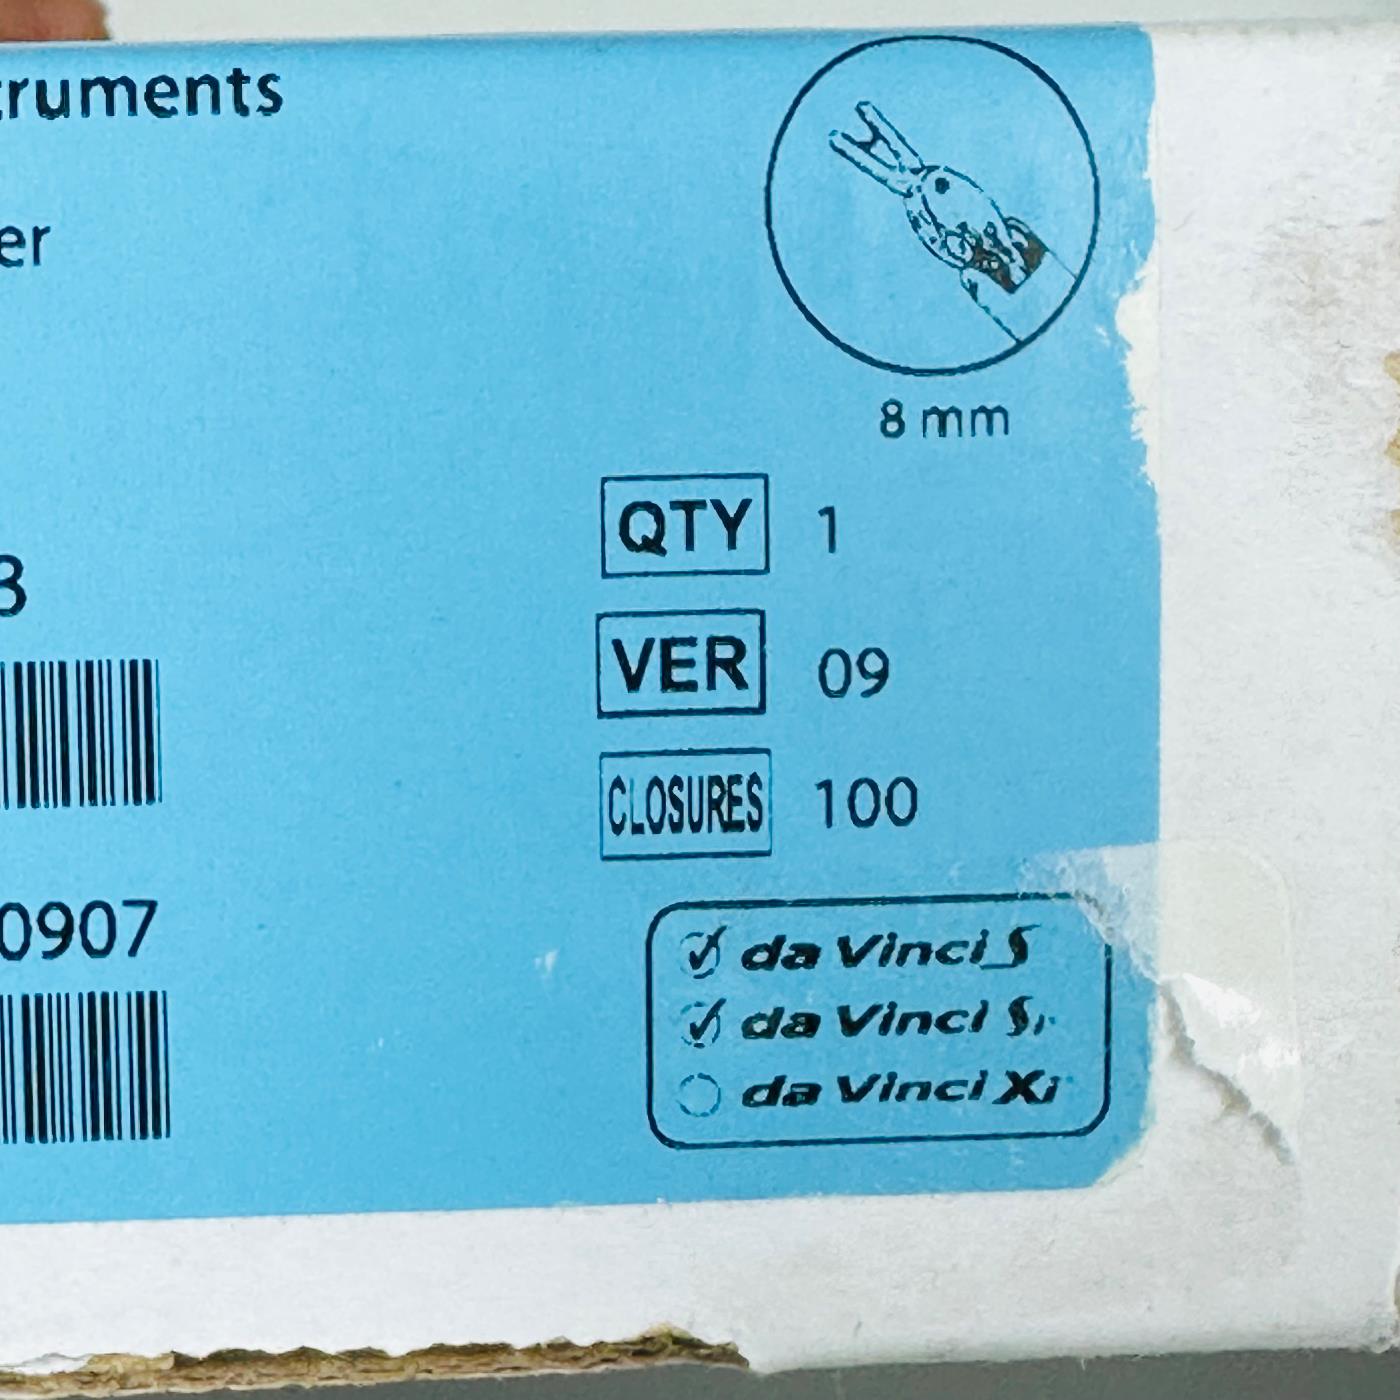 truments
er
8 mm
QTY 1
3
VER 09
CLOSURES 100
0907
da Vinci S
da Vinci Si
da Vinci Xi